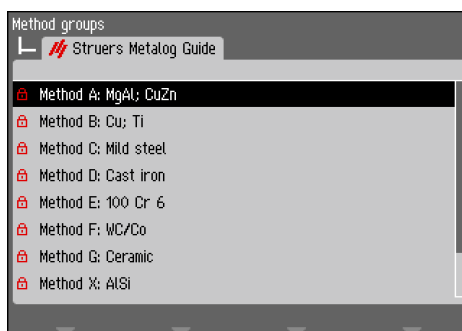 Method groups
Struers Metalog Guide
Method A: MgAl; CuZn
Method B: Cu; Ti
Method C: Mild steel
Method D: Cast iron
Method E: 100 Cr 6
Method F: WC/Co
Method G: Ceramic
Method X: AlSi